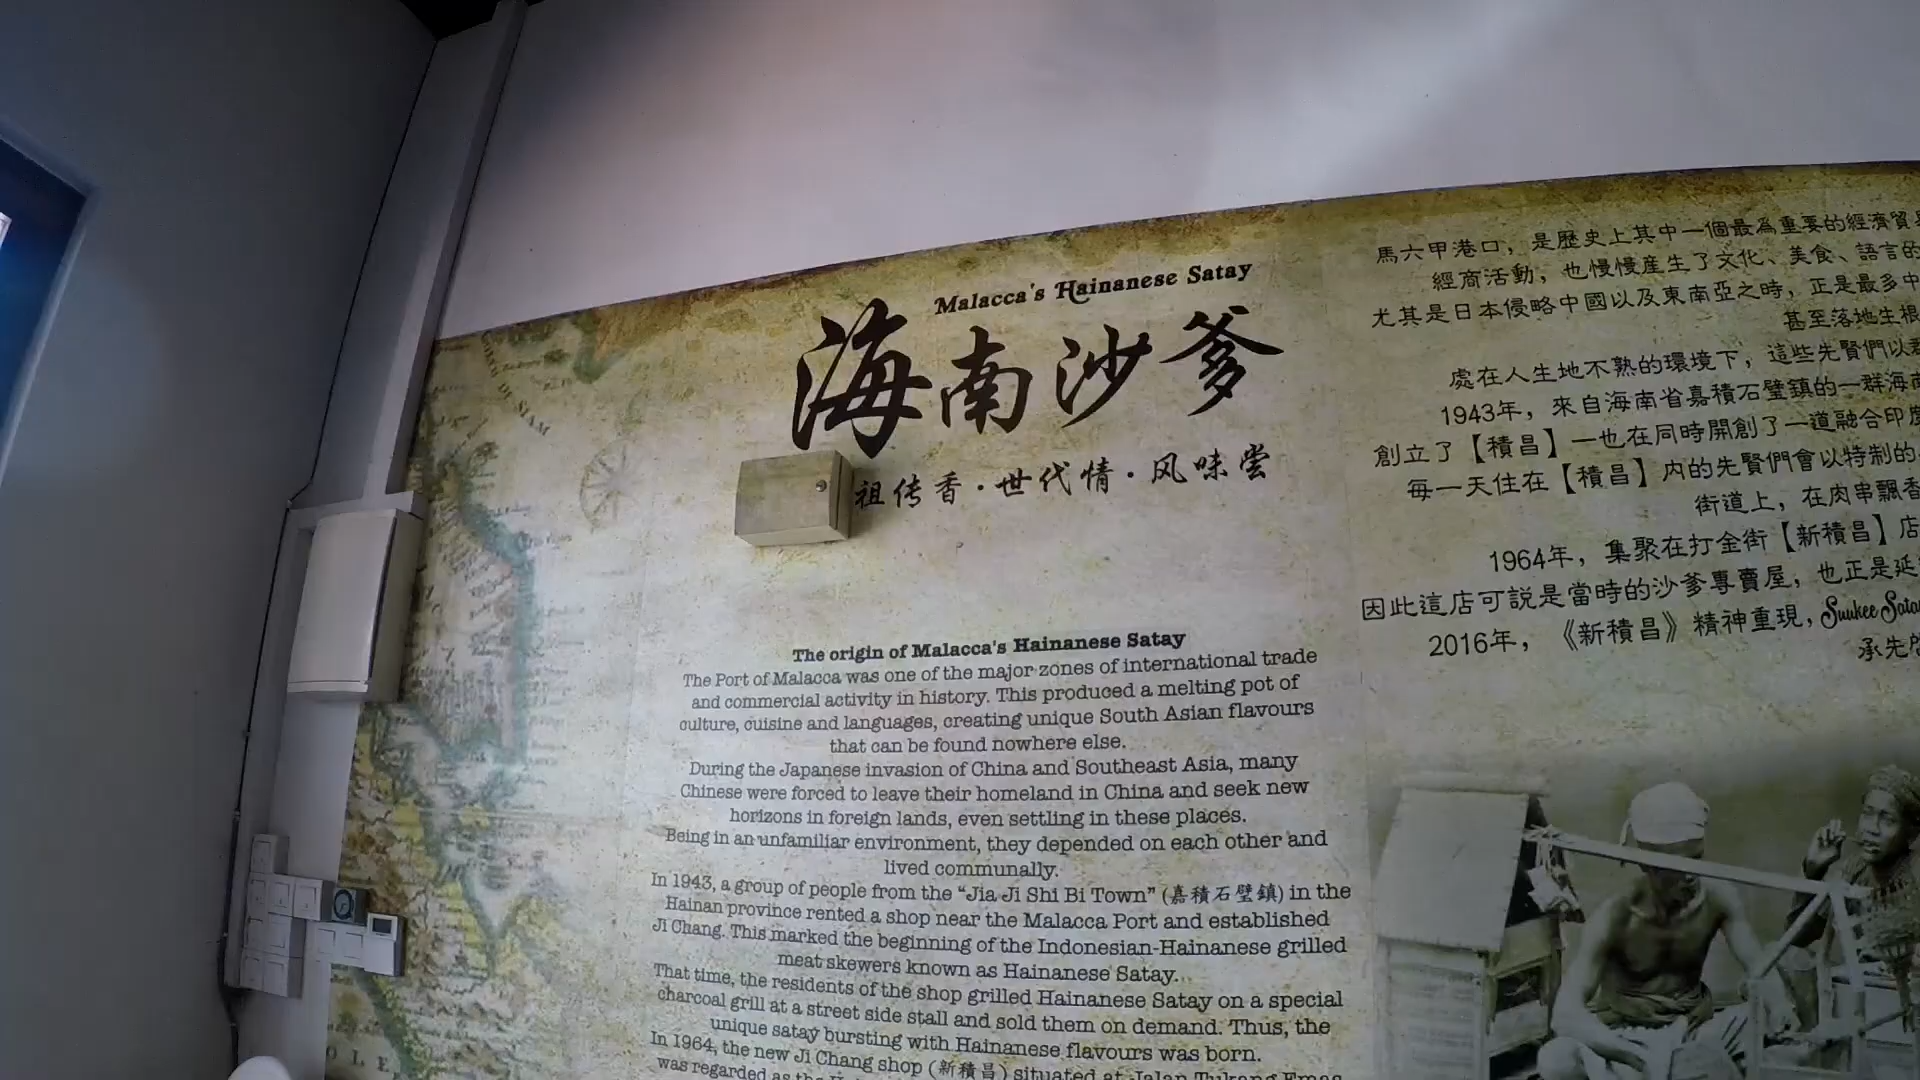 Malacca's Hainanese Satay
海南沙爹
祖传香·世代情·风味尝
The origin of Malacca's Hainanese Satay
The Port of Malacca was one of the major zones of international trade
and commercial activity in history. This produced a melting pot of
culture, cuisine and languages, creating unique South Asian flavours
that can be found nowhere else.
During the Japanese invasion of China and Southeast Asia, many
Chinese were forced to leave their homeland in China and seek new
horizons in foreign lands, even settling in these places.
Being in an unfamiliar environment, they depended on each other and
lived communally.
In 1943, a group of people from the “Jia Ji Shi Bi Town” (嘉積石壁鎮) in the
Hainan province rented a shop near the Malacca Port and established
Ji Chang. This marked the beginning of the Indonesian-Hainanese grilled
meat skewers known as Hainanese Satay.
That time, the residents of the shop grilled Hainanese Satay on a special
charcoal grill at a street side stall and sold them on demand. Thus, the
unique satay bursting with Hainanese flavours was born.
In 1964, the new Ji Chang shop (新積昌) situated at Jalan Tukang Emas
was regarded as the
馬六甲港口，是歷史上其中一個最為重要的經濟貿
經商活動，也慢慢産生了文化、美食、語言的
尤其是日本侵略中國以及東南亞之時，正是最多中
甚至落地生根
處在人生地不熟的環境下，這些先賢們以
1943年，來自海南省嘉積石壁鎮的一群海南
創立了【積昌】一也在同時開創了一道融合印
每一天住在【積昌】内的先賢們會以特制的
街道上，在肉串飄香
1964年，集聚在打金街【新積昌】店
因此這店可説是當時的沙爹專賣屋，也正是延
2016年，《新積昌》精神重現，Suukee Satay
承先啓
GOLFE DE SIAM